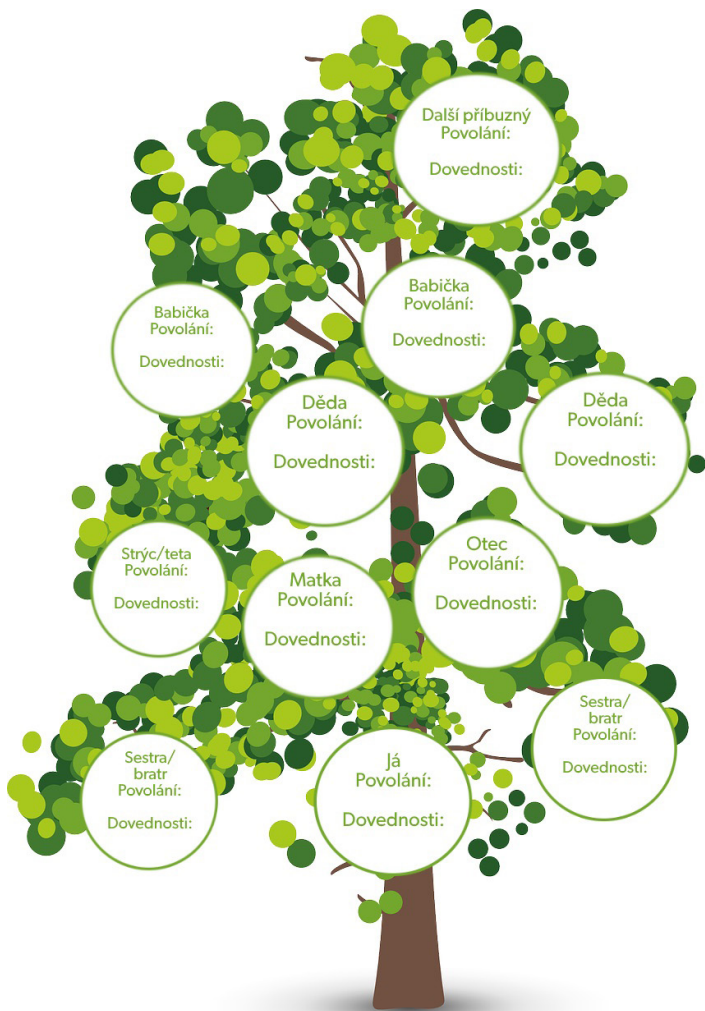 Další příbuzný
Povolání:
Dovednosti:
Babička
Povolání:
Dovednosti:
Babička
Povolání:
Dovednosti:
Děda
Povolání:
Dovednosti:
Děda
Povolání:
Dovednosti:
Strýc/teta
Povolání:
Dovednosti:
Matka
Povolání:
Dovednosti:
Otec
Povolání:
Dovednosti:
Sestra/
bratr
Povolání:
Dovednosti:
Já
Povolání:
Dovednosti:
Sestra/
bratr
Povolání:
Dovednosti: